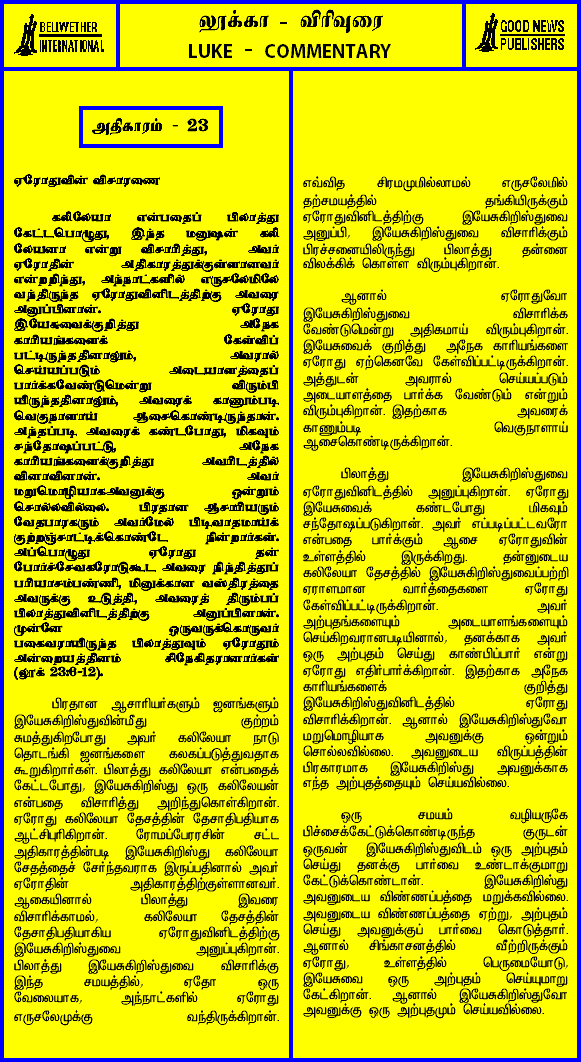 BELLWETHER
INTERNATIONAL
லூக்கா - விரிவுரை
LUKE - COMMENTARY
GOOD NEWS
PUBLISHERS
அதிகாரம் - 23
ஏரோதுவின் விசாரணை
கலிலேயா என்பதைப் பிலாத்து
கேட்டபொழுது, இந்த மனுஷன் கலி
லேயனா என்று விசாரித்து, அவர்
ஏரோதின் அதிகாரத்துக்குள்ளானவர்
என்றறிந்து, அந்நாட்களில் எருசலேமிலே
வந்திருந்த ஏரோதுவினிடத்திற்கு அவரை
அனுப்பினான். ஏரோது
இயேசுவைக்குறித்து அநேக
காரியங்களைக் கேள்விப்
பட்டிருந்ததினாலும், அவரால்
செய்யப்படும் அடையாளத்தைப்
பார்க்கவேண்டுமென்று விரும்பி
யிருந்ததினாலும், அவரைக் காணும்படி
வெகுநாளாய் ஆசைகொண்டிருந்தான்.
அந்தப்படி அவரைக் கண்டபோது, மிகவும்
சந்தோஷப்பட்டு, அநேக
காரியங்களைக்குறித்து அவரிடத்தில்
வினாவினான். அவர்
மறுமொழியாகஅவனுக்கு ஒன்றும்
சொல்லவில்லை. பிரதான ஆசாரியரும்
வேதபாரகரும் அவர்மேல் பிடிவாதமாய்க்
குற்றஞ்சாட்டிக்கொண்டே நின்றார்கள்.
அப்பொழுது ஏரோது தன்
போர்ச்சேவகரோடுகூட அவரை நிந்தித்துப்
பரியாசம்பண்ணி, மினுக்கான வஸ்திரத்தை
அவருக்கு உடுத்தி, அவரைத் திரும்பப்
பிலாத்துவினிடத்திற்கு அனுப்பினான்.
முன்னே ஒருவருக்கொருவர்
பகைவராயிருந்த பிலாத்துவும் ஏரோதும்
அன்றையத்தினம் சிநேகிதரானார்கள்
(லூக் 23:6-12).
பிரதான ஆசாரியர்களும் ஜனங்களும்
இயேசுகிறிஸ்துவின்மீது குற்றம்
சுமத்துகிறபோது அவர் கலிலேயா நாடு
தொடங்கி ஜனங்களை கலகப்படுத்துவதாக
கூறுகிறார்கள். பிலாத்து கலிலேயா என்பதைக்
கேட்டபோது, இயேசுகிறிஸ்து ஒரு கலிலேயன்
என்பதை விசாரித்து அறிந்துகொள்கிறான்.
ஏரோது கலிலேயா தேசத்தின் தேசாதிபதியாக
ஆட்சிபுரிகிறான். ரோமப்பேரரசின் சட்ட
அதிகாரத்தின்படி இயேசுகிறிஸ்து கலிலேயா
சேதத்தைச் சேர்ந்தவராக இருப்பதினால் அவர்
ஏரோதின் அதிகாரத்திற்குள்ளானவர்.
ஆகையினால் பிலாத்து இவரை
விசாரிக்காமல், கலிலேயா தேசத்தின்
தேசாதிபதியாகிய ஏரோதுவினிடத்திற்கு
இயேசுகிறிஸ்துவை அனுப்புகிறான்.
பிலாத்து இயேசுகிறிஸ்துவை விசாரிக்கு
இந்த சமயத்தில், ஏதோ ஒரு
வேலையாக, அந்நாட்களில் ஏரோது
எருசலேமுக்கு வந்திருக்கிறான்.
எவ்வித சிரமமுமில்லாமல் எருசலேமில்
தற்சமயத்தில் தங்கியிருக்கும்
ஏரோதுவினிடத்திற்கு இயேசுகிறிஸ்துவை
அனுப்பி, இயேசுகிறிஸ்துவை விசாரிக்கும்
பிரச்சனையிலிருந்து பிலாத்து தன்னை
விலக்கிக் கொள்ள விரும்புகிறான்.
ஆனால் ஏரோதுவோ
இயேசுகிறிஸ்துவை விசாரிக்க
வேண்டுமென்று அதிகமாய் விரும்புகிறான்.
இயேசுவைக் குறித்து அநேக காரியங்களை
ஏரோது ஏற்கெனவே கேள்விப்பட்டிருக்கிறான்.
அத்துடன் அவரால் செய்யப்படும்
அடையாளத்தை பார்க்க வேண்டும் என்றும்
விரும்புகிறான். இதற்காக அவரைக்
காணும்படி வெகுநாளாய்
ஆசைகொண்டிருக்கிறான்.
பிலாத்து இயேசுகிறிஸ்துவை
ஏரோதுவினிடத்தில் அனுப்புகிறான். ஏரோது
இயேசுவைக் கண்டபோது மிகவும்
சந்தோஷப்படுகிறான். அவர் எப்படிப்பட்டவரோ
என்பதை பார்க்கும் ஆசை ஏரோதுவின்
உள்ளத்தில் இருக்கிறது. தன்னுடைய
கலிலேயா தேசத்தில் இயேசுகிறிஸ்துவைப்பற்றி
ஏராளமான வார்த்தைகளை ஏரோது
கேள்விப்பட்டிருக்கிறான். அவர்
அற்புதங்களையும் அடையாளங்களையும்
செய்கிறவரானபடியினால், தனக்காக அவர்
ஒரு அற்புதம் செய்து காண்பிப்பார் என்று
ஏரோது எதிர்பார்க்கிறான். இதற்காக அநேக
காரியங்களைக் குறித்து
இயேசுகிறிஸ்துவினிடத்தில் ஏரோது
விசாரிக்கிறான். ஆனால் இயேசுகிறிஸ்துவோ
மறுமொழியாக அவனுக்கு ஒன்றும்
சொல்லவில்லை. அவனுடைய விருப்பத்தின்
பிரகாரமாக இயேசுகிறிஸ்து அவனுக்காக
எந்த அற்புதத்தையும் செய்யவில்லை.
ஒரு சமயம் வழியருகே
பிச்சைக்கேட்டுக்கொண்டிருந்த குருடன்
ஒருவன் இயேசுகிறிஸ்துவிடம் ஒரு அற்புதம்
செய்து தனக்கு பார்வை உண்டாக்குமாறு
கேட்டுக்கொண்டான். இயேசுகிறிஸ்து
அவனுடைய விண்ணப்பத்தை மறுக்கவில்லை.
அவனுடைய விண்ணப்பத்தை ஏற்று, அற்புதம்
செய்து அவனுக்குப் பார்வை கொடுத்தார்.
ஆனால் சிங்காசனத்தில் வீற்றிருக்கும்
ஏரோது, உள்ளத்தில் பெருமையோடு,
இயேசுவை ஒரு அற்புதம் செய்யுமாறு
கேட்கிறான். ஆனால் இயேசுகிறிஸ்துவோ
அவனுக்கு ஒரு அற்புதமும் செய்யவில்லை.